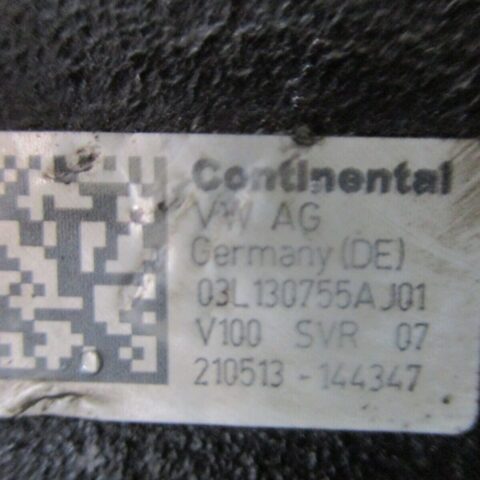 Continental
VW AG
Germany (DE)
03L130755AJ01
V100 SVR 07
210513-144347